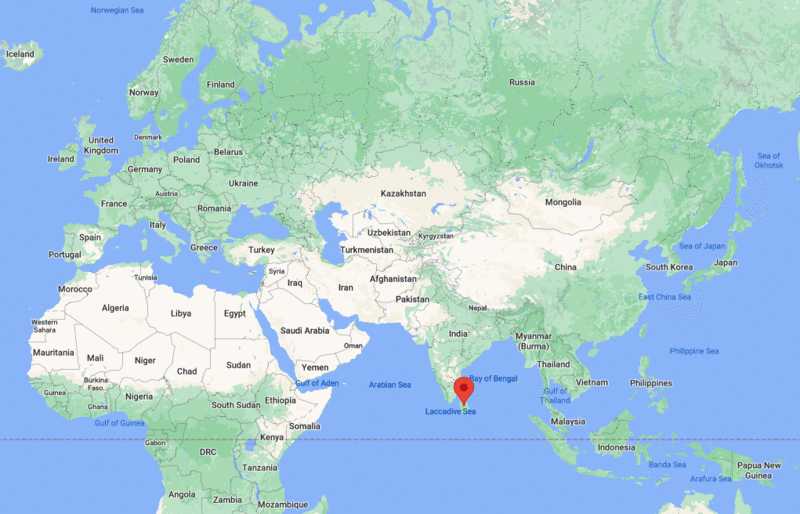 Norwegian Sea
Iceland
Sweden
Finland
Norway
Russia
United
Kingdom
Denmark
Ireland
Poland
Belarus
Germany
Sea of
Okhotsk
Ukraine
Austria
Kazakhstan
France
Mongolia
Romania
Italy
Uzbekistan
Kyrgyzstan
Spain
Portugal
Greece
Turkey
Turkmenistan
Sea of Japan
Japan
South Korea
China
Syria
Tunisia
Afghanistan
Iraq
Iran
Morocco
Pakistan
East China Sea
Algeria
Libya
Egypt
Nepal
Western
Sahara
Saudi Arabia
India
Myanmar
(Burma)
Oman
Philippine Sea
Mauritania
Mali
Niger
Sudan
Yemen
Thailand
Chad
Burkina
Faso
Gulf of Aden
Arabian Sea
Bay of Bengal
Vietnam
Philippines
Guinea
Nigeria
Ethiopia
Gulf of
Thailand
Ghana
South Sudan
Laccadive Sea
Gulf of Guinea
Somalia
Malaysia
Kenya
Gabon
DRC
Indonesia
Tanzania
Banda Sea
Papua New
Guinea
Arafura Sea
Angola
Zambia
Mozambique